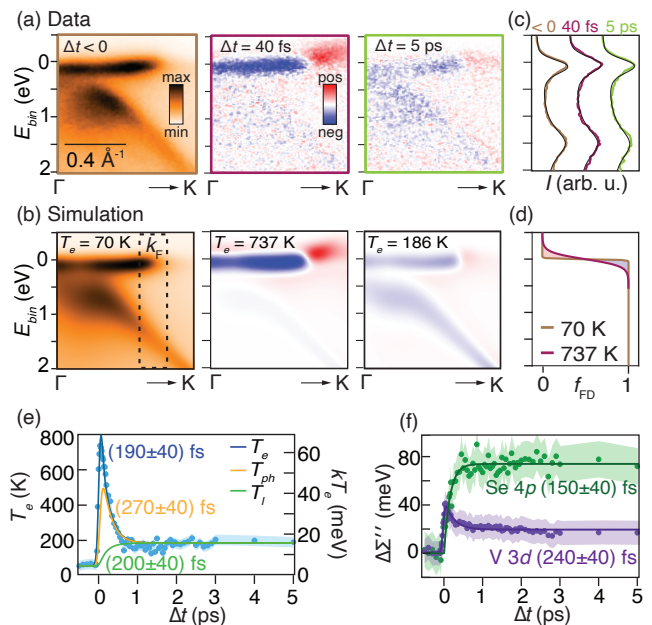 (a) Data
(c) < 0 40 fs 5 ps
Δt < 0
Δt = 40 fs
Δt = 5 ps
max
min
pos
neg
0.4 Å⁻¹
E_bin (eV)
0
1
2
Γ → K
Γ → K
Γ → K
I (arb. u.)
(b) Simulation
(d)
T_e = 70 K
k_F
T_e = 737 K
T_e = 186 K
E_bin (eV)
0
1
2
Γ → K
Γ → K
Γ → K
70 K
737 K
0 f_FD 1
(e)
800
600
400
200
0
T_e (K)
(190±40) fs
(270±40) fs
(200±40) fs
T_e
T_ph
T_l
60
40
20
0
kT_e (meV)
0 1 2 3 4 5
Δt (ps)
(f)
80
40
0
ΔΣ′′ (meV)
Se 4p (150±40) fs
V 3d (240±40) fs
0 1 2 3 4 5
Δt (ps)